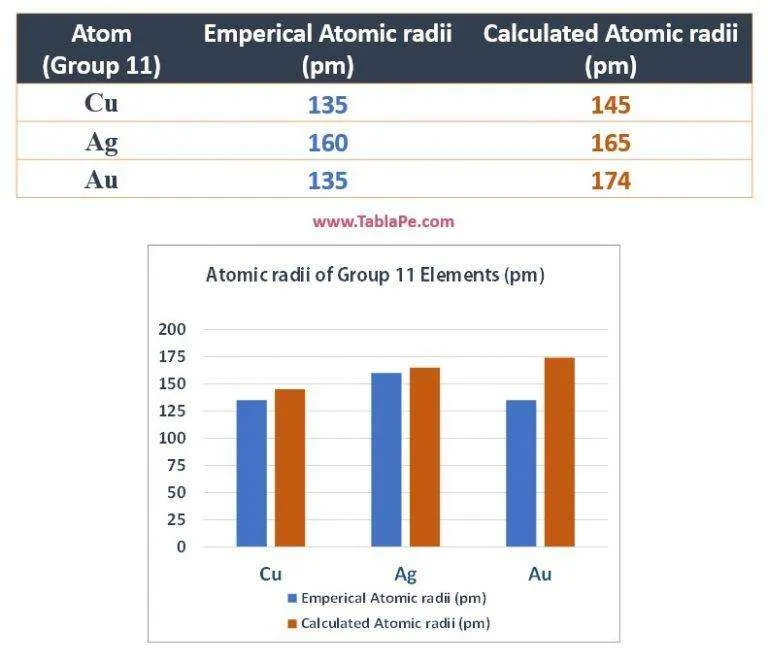 Atom Emperical Atomic radii Calculated Atomic radii
(Group 11) (pm) (pm)
Cu 135 145
Ag 160 165
Au 135 174
www.TablaPe.com
Atomic radii of Group 11 Elements (pm)
200
175
150
125
100
75
50
25
0
Cu Ag Au
Emperical Atomic radii (pm)
Calculated Atomic radii (pm)